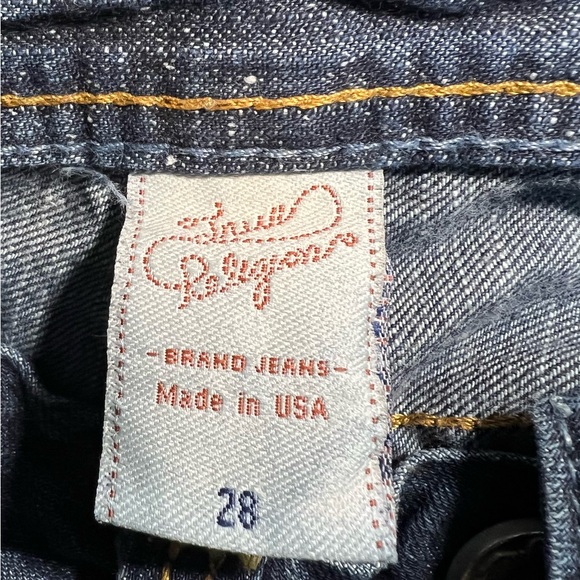 True
Religion
-BRAND JEANS-
Made in USA
28